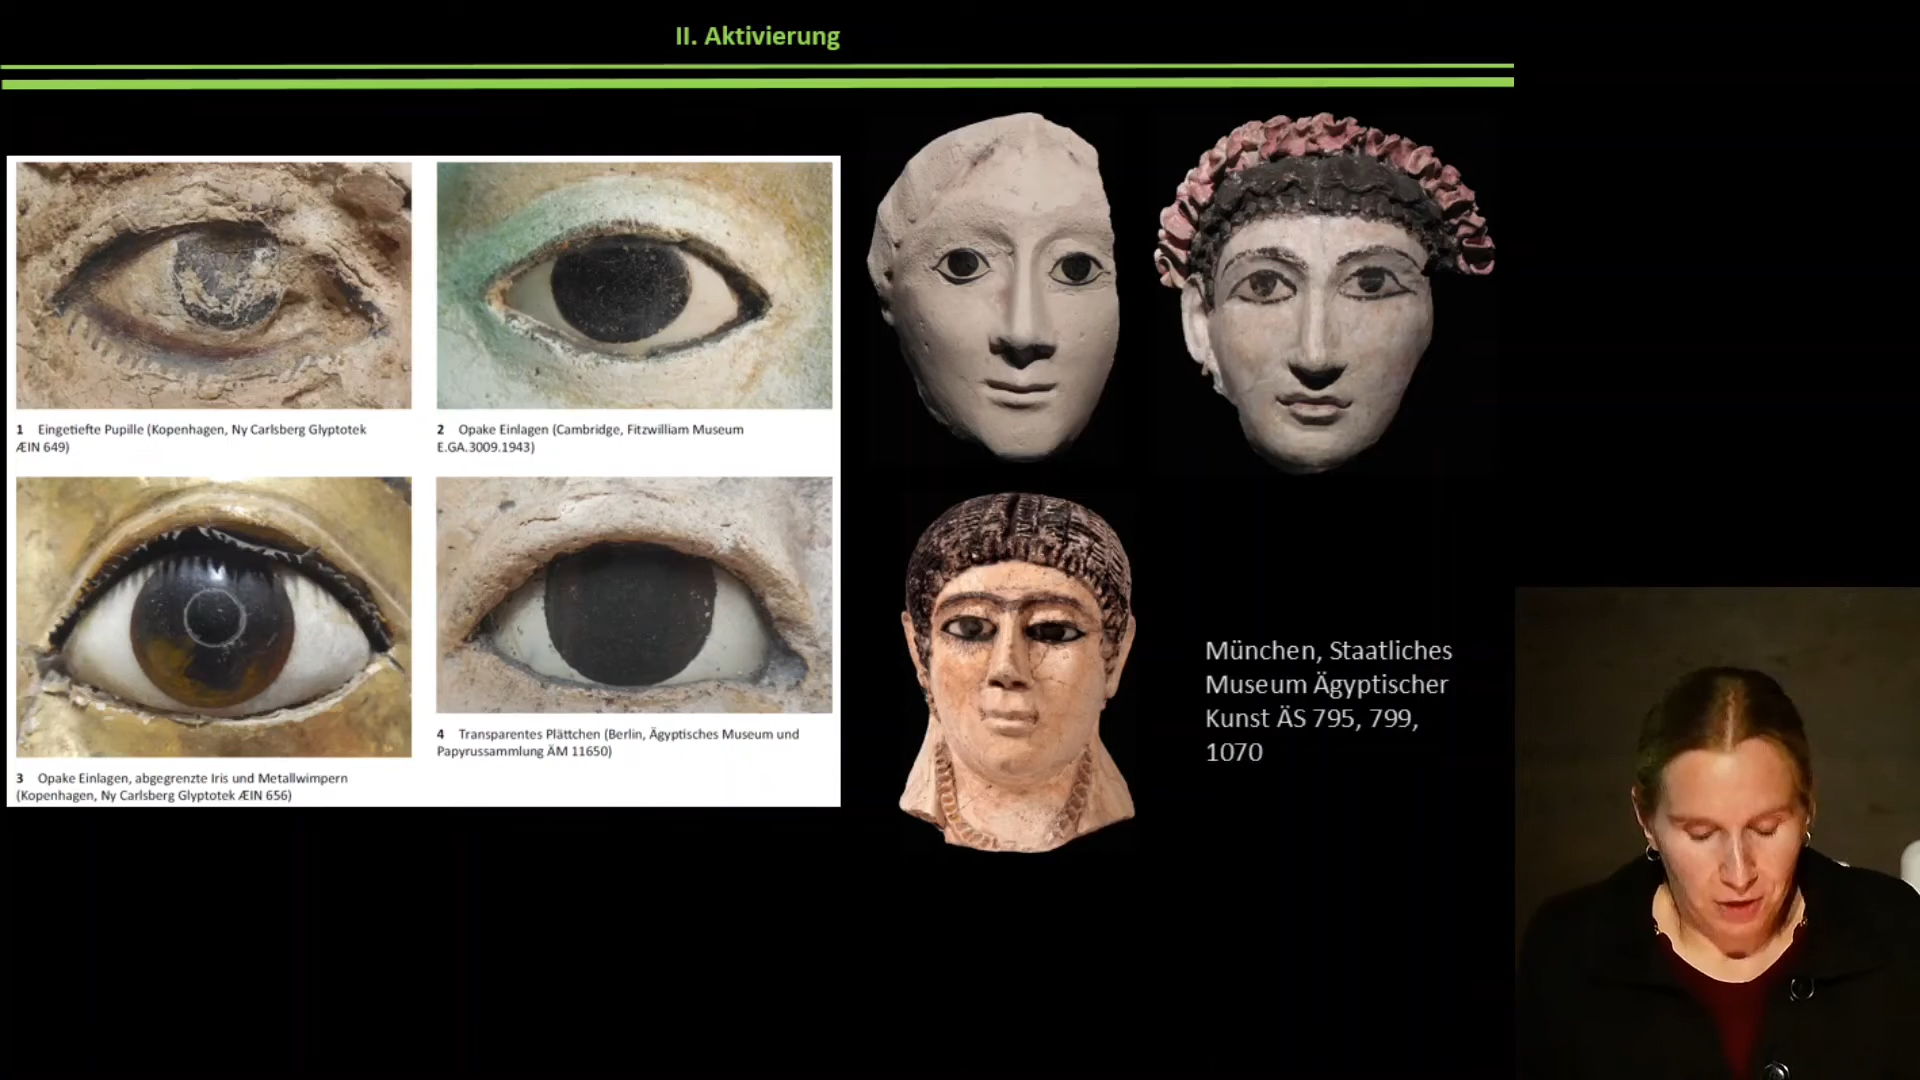 II. Aktivierung
1 Eingetiefte Pupille (Kopenhagen, Ny Carlsberg Glyptotek
ÆIN 649)
2 Opake Einlagen (Cambridge, Fitzwilliam Museum
E.GA.3009.1943)
3 Opake Einlagen, abgegrenzte Iris und Metallwimpern
(Kopenhagen, Ny Carlsberg Glyptotek ÆIN 656)
4 Transparentes Plättchen (Berlin, Ägyptisches Museum und
Papyrussammlung ÄM 11650)
München, Staatliches
Museum Ägyptischer
Kunst ÄS 795, 799,
1070